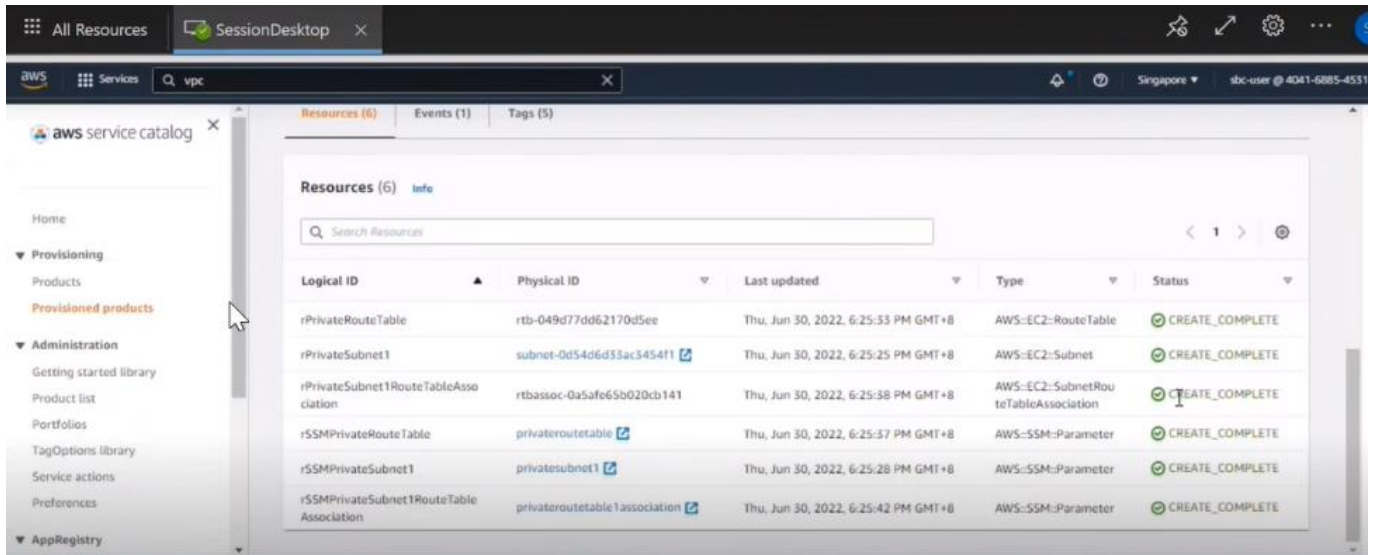 All Resources
SessionDesktop
aws
Services
vpc
Singapore
sbc-user @ 4041-6885-4531
aws service catalog
Home
Provisioning
Products
Provisioned products
Administration
Getting started library
Product list
Portfolios
TagOptions library
Service actions
Preferences
AppRegistry
Resources (6)
Events (1)
Tags (5)
Resources (6) Info
Search Resources
1
Logical ID Physical ID Last updated Type Status
rPrivateRouteTable rtb-049d77dd62170d5ee Thu, Jun 30, 2022, 6:25:33 PM GMT+8 AWS::EC2::RouteTable CREATE_COMPLETE
rPrivateSubnet1 subnet-0d54d6d33ac3454f1 Thu, Jun 30, 2022, 6:25:25 PM GMT+8 AWS::EC2::Subnet CREATE_COMPLETE
rPrivateSubnet1RouteTableAsso
ciation
rtbassoc-0a5afe65b020cb141 Thu, Jun 30, 2022, 6:25:38 PM GMT+8
AWS::EC2::SubnetRou
teTableAssociation
CREATE_COMPLETE
rSSMPrivateRouteTable privateroutetable Thu, Jun 30, 2022, 6:25:37 PM GMT+8 AWS::SSM::Parameter CREATE_COMPLETE
rSSMPrivateSubnet1 privatesubnet1 Thu, Jun 30, 2022, 6:25:28 PM GMT+8 AWS::SSM::Parameter CREATE_COMPLETE
rSSMPrivateSubnet1RouteTable
Association
privateroutetable1association Thu, Jun 30, 2022, 6:25:42 PM GMT+8 AWS::SSM::Parameter CREATE_COMPLETE